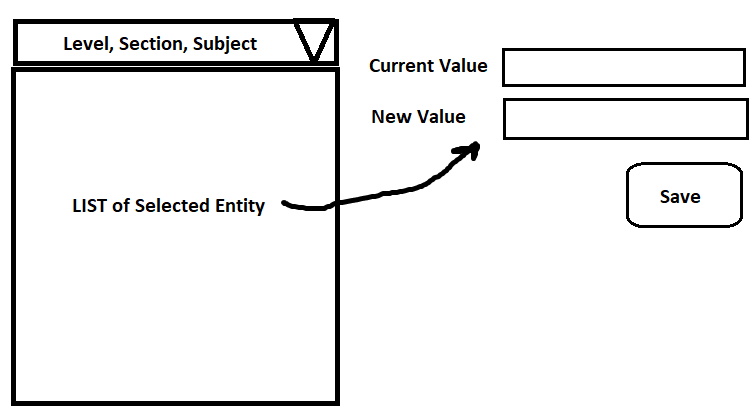 Level, Section, Subject
Current Value
New Value
LIST of Selected Entity
Save